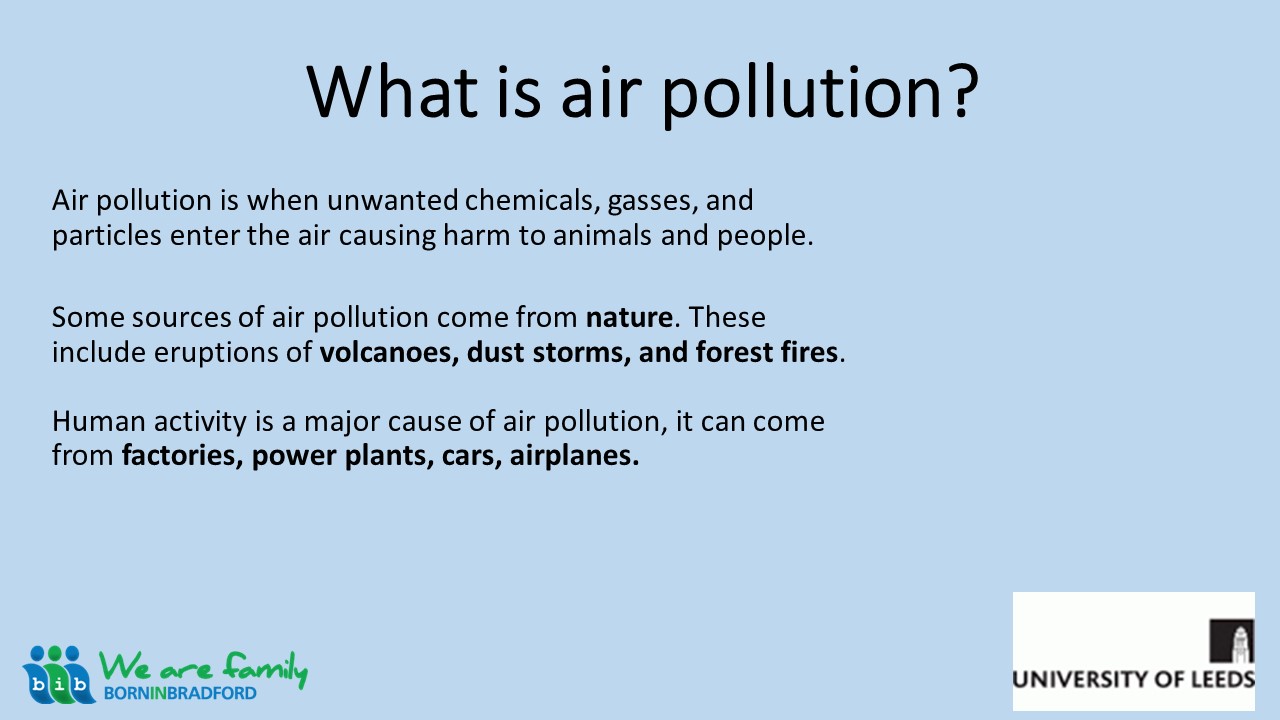 What is air pollution?
Air pollution is when unwanted chemicals, gasses, and
particles enter the air causing harm to animals and people.
Some sources of air pollution come from nature. These
include eruptions of volcanoes, dust storms, and forest fires.
Human activity is a major cause of air pollution, it can come
from factories, power plants, cars, airplanes.
bib We are family
BORNINBRADFORD
UNIVERSITY OF LEEDS